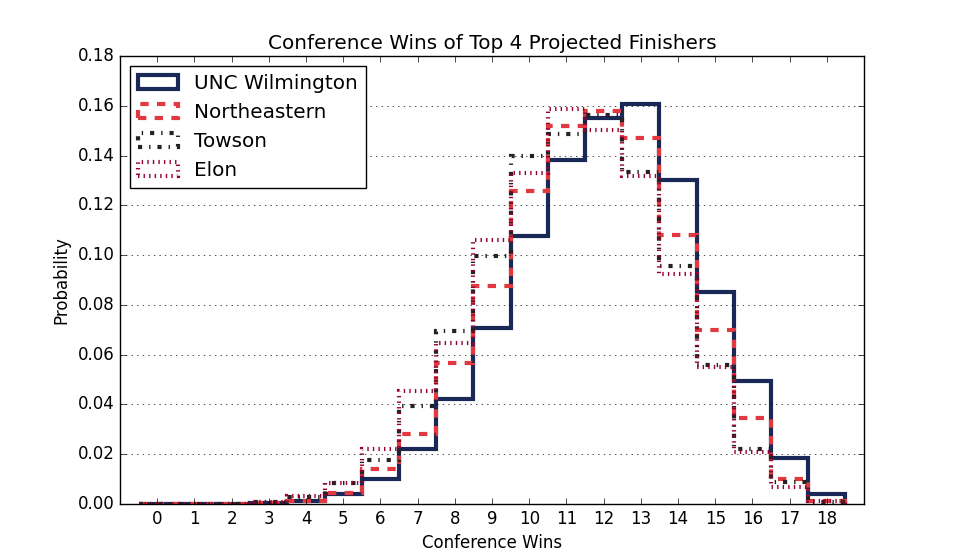 Conference Wins of Top 4 Projected Finishers
UNC Wilmington
Northeastern
Towson
Elon
0.18
0.16
0.14
0.12
0.10
0.08
0.06
0.04
0.02
0.00
Probability
0 1 2 3 4 5 6 7 8 9 10 11 12 13 14 15 16 17 18
Conference Wins